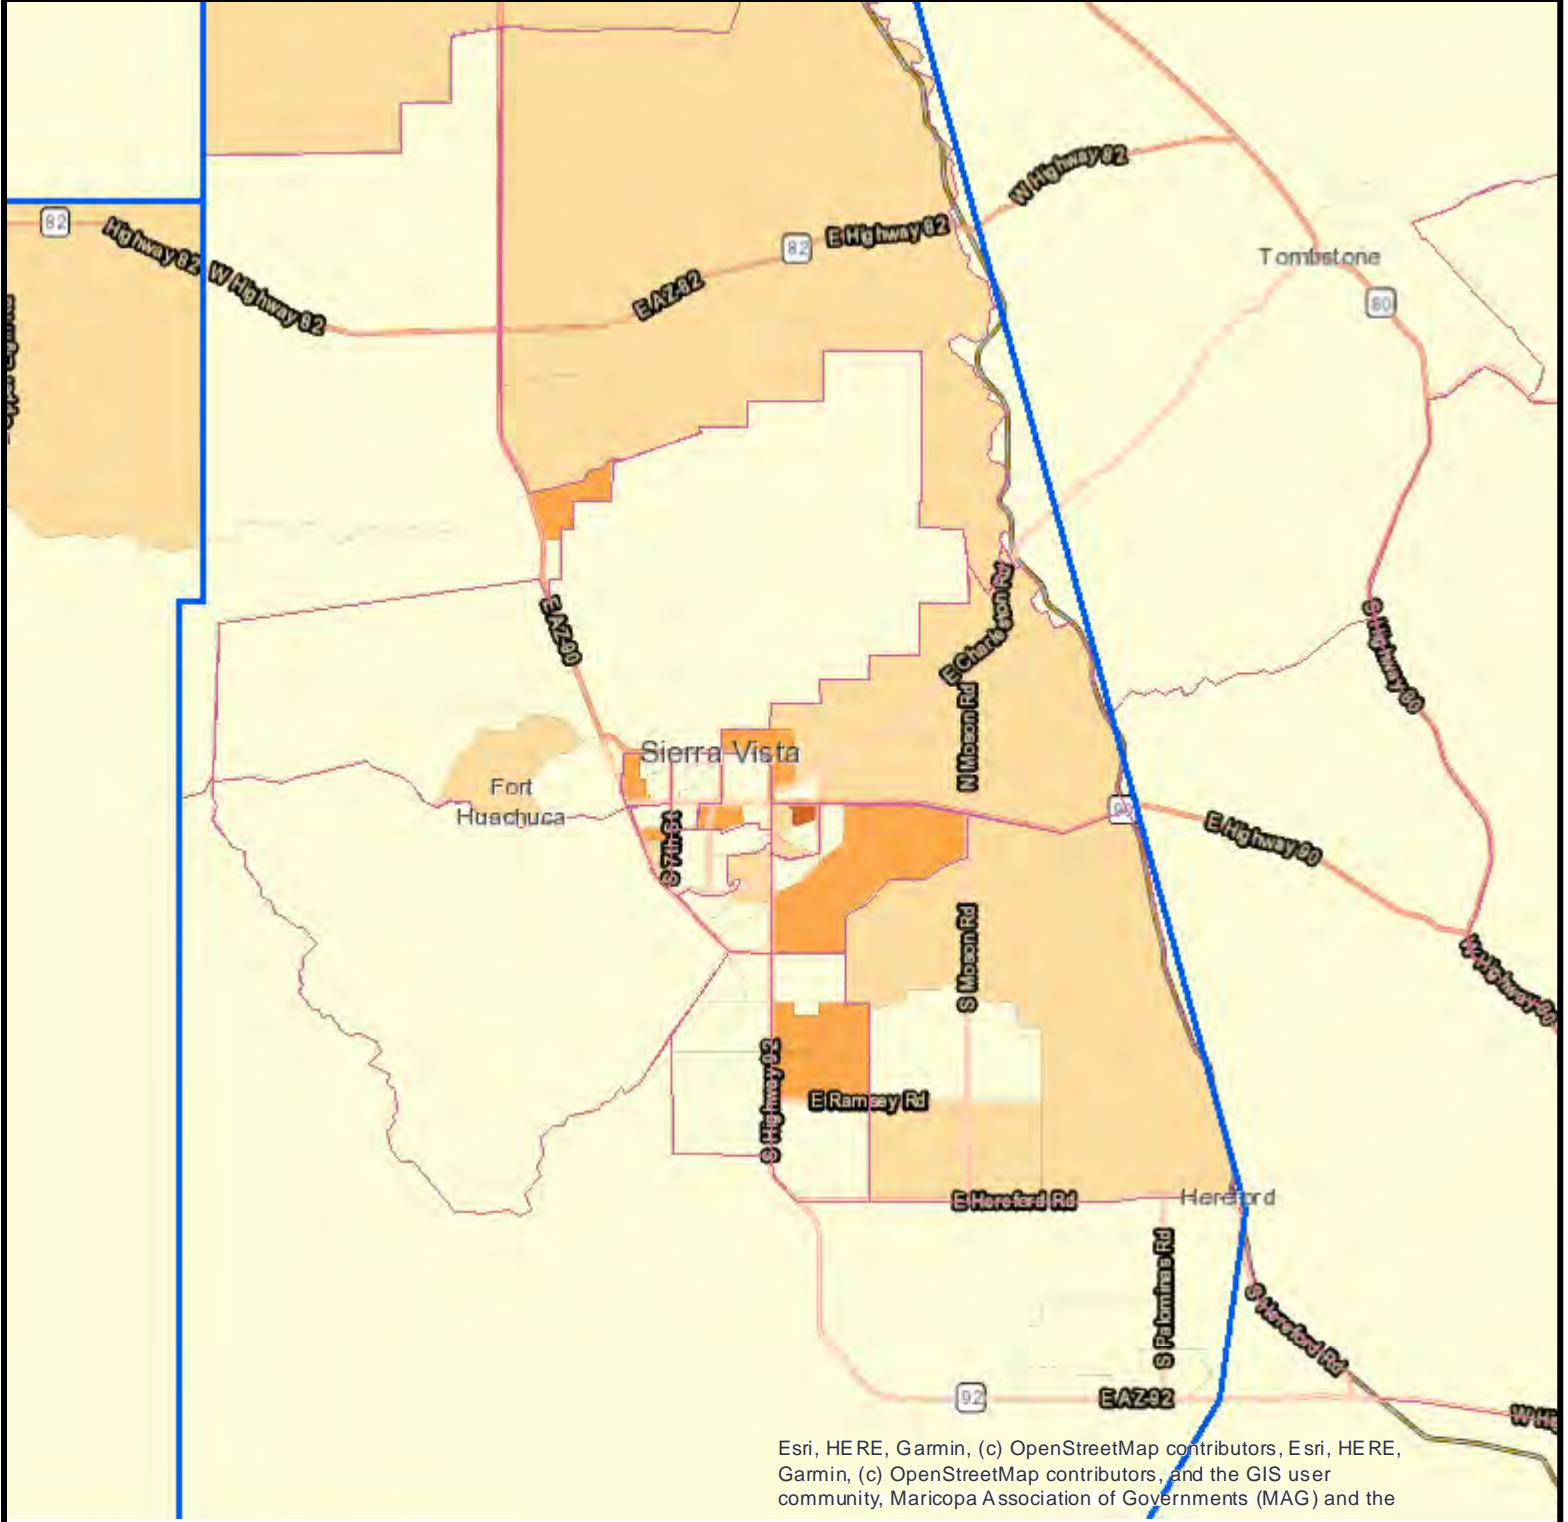 W Highway 82
82
Highway 82
W Highway 82
E Highway 82
82
E AZ-82
Tombstone
80
E AZ-90
E Charleston Rd
S Highway 80
N Moson Rd
Sierra Vista
Fort
Huachuca
90
S 7th St
E Highway 90
S Moson Rd
W Highway 80
S Highway 92
E Ramsey Rd
E Hereford Rd
Hereford
S Palominas Rd
S Hereford Rd
92
E AZ-92
W Hi
Esri, HERE, Garmin, (c) OpenStreetMap contributors, Esri, HERE,
Garmin, (c) OpenStreetMap contributors, and the GIS user
community, Maricopa Association of Governments (MAG) and the